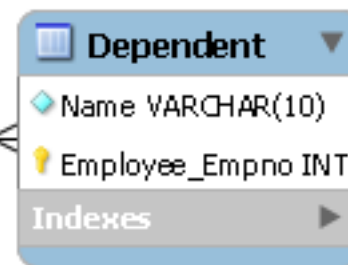 Dependent
Name VARCHAR(10)
Employee_Empno INT
Indexes